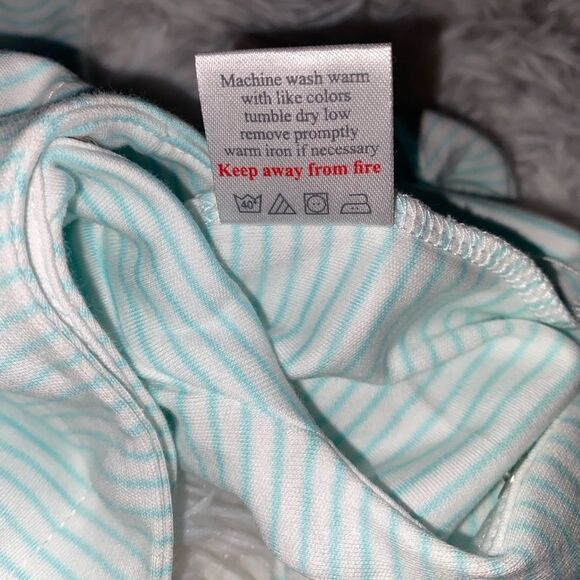 Machine wash warm
with like colors
tumble dry low
remove promptly
warm iron if necessary
Keep away from fire
40